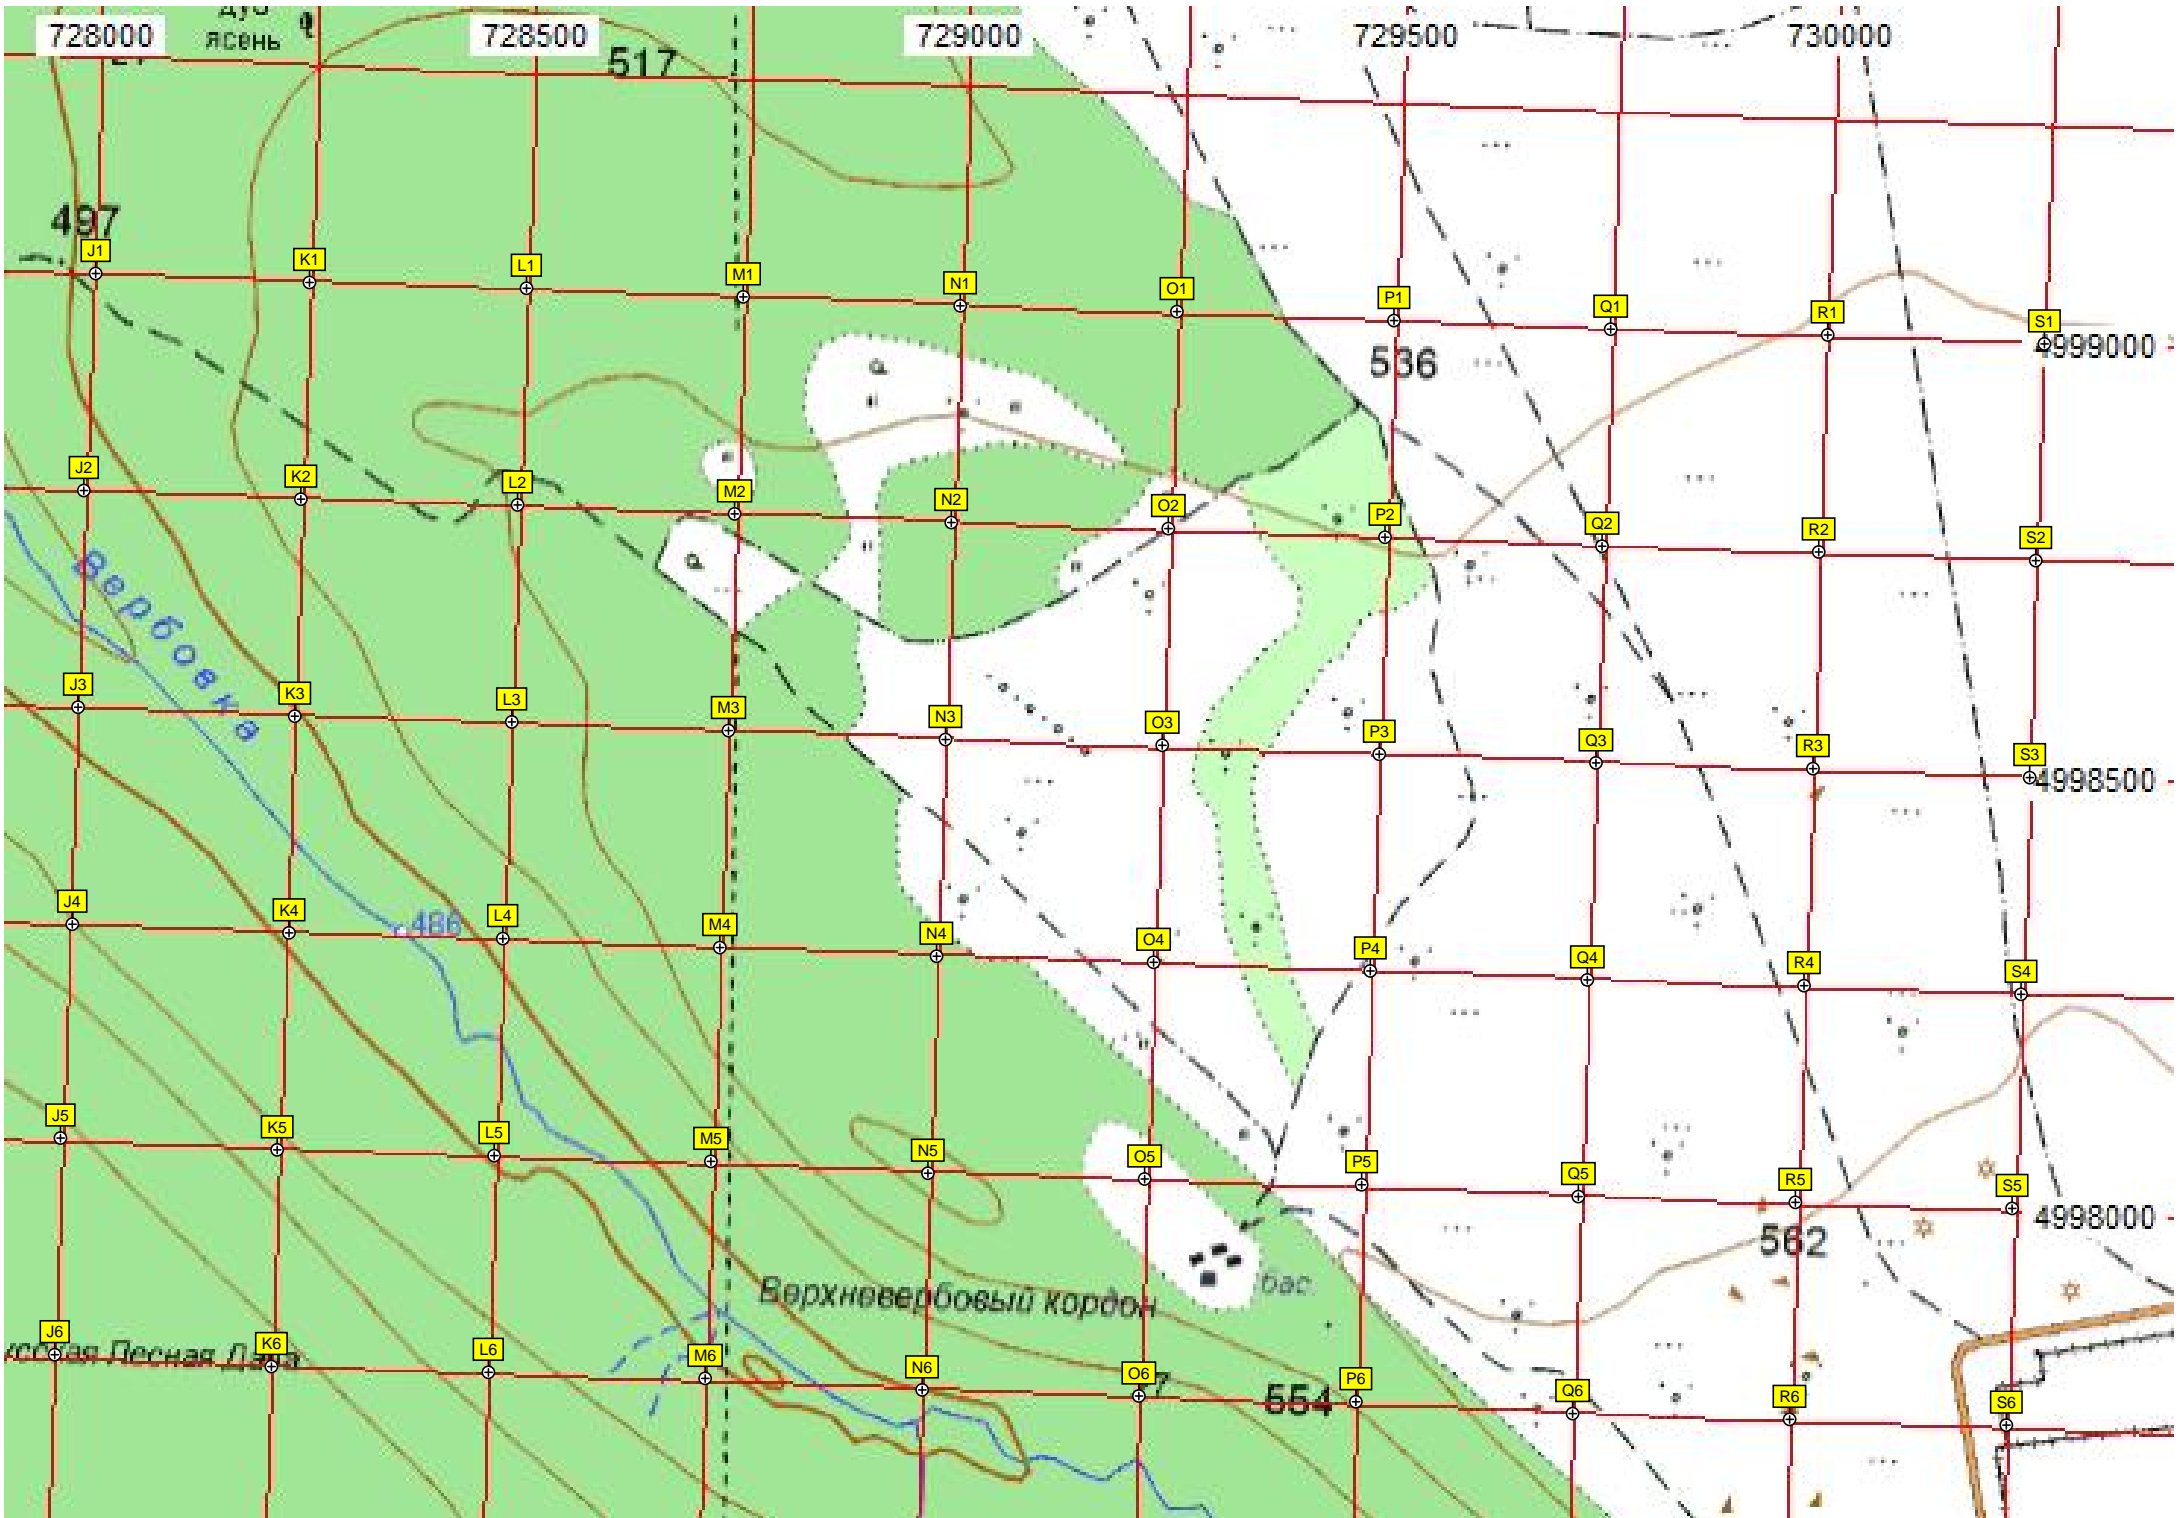 дуб
728000 728500 729000 729500 730000
ясень
517
497
J1 K1 L1 M1 N1 O1 P1 Q1 R1 S1
4999000
536
J2 K2 L2 M2 N2 O2 P2 Q2 R2 S2
Вербовка
J3 K3 L3 M3 N3 O3 P3 Q3 R3 S3
4998500
J4 K4 L4 M4 N4 O4 P4 Q4 R4 S4
486
J5 K5 L5 M5 N5 O5 P5 Q5 R5 S5
4998000
562
бас
Верхневербовый кордон
Лесная Дача
J6 K6 L6 M6 N6 O6 P6 Q6 R6 S6
7
554